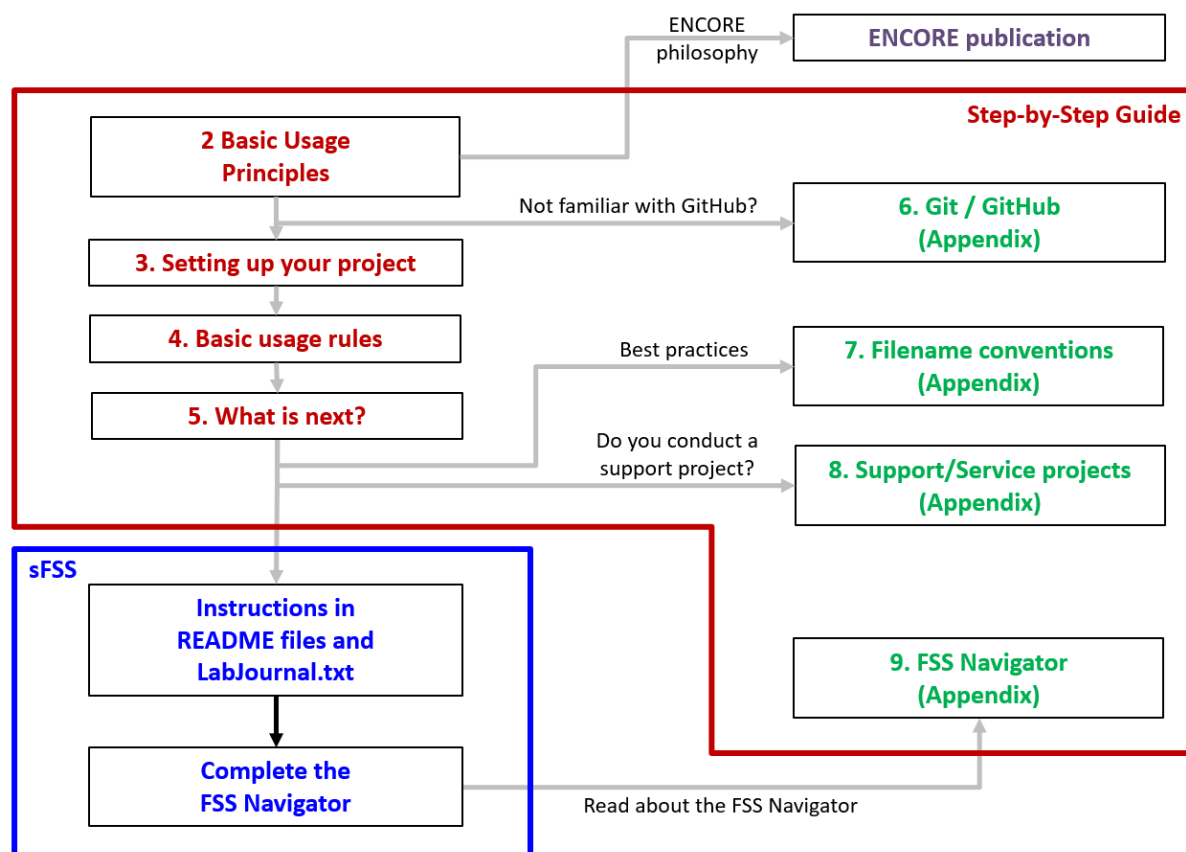 ENCORE
philosophy
ENCORE publication
Step-by-Step Guide
2 Basic Usage
Principles
Not familiar with GitHub?
6. Git / GitHub
(Appendix)
3. Setting up your project
4. Basic usage rules
Best practices
7. Filename conventions
(Appendix)
5. What is next?
Do you conduct a
support project?
8. Support/Service projects
(Appendix)
sFSS
Instructions in
README files and
LabJournal.txt
9. FSS Navigator
(Appendix)
Complete the
FSS Navigator
Read about the FSS Navigator